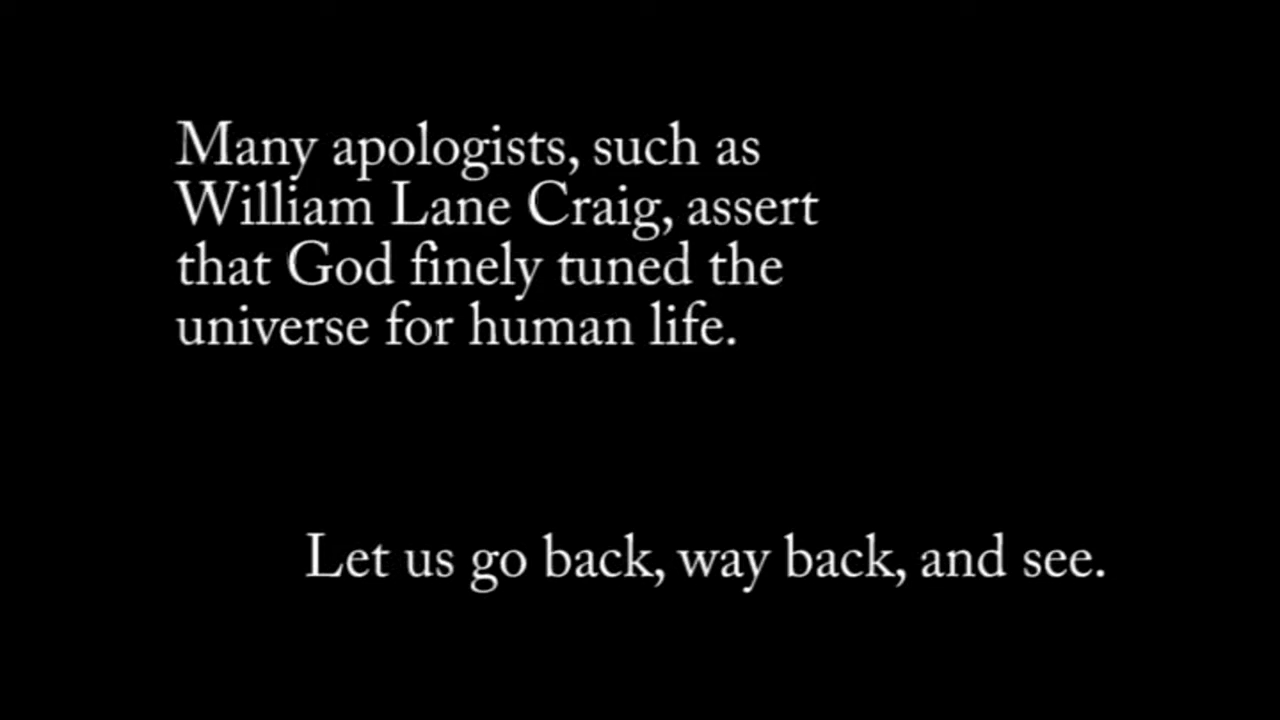 Many apologists, such as
William Lane Craig, assert
that God finely tuned the
universe for human life.
Let us go back, way back, and see.